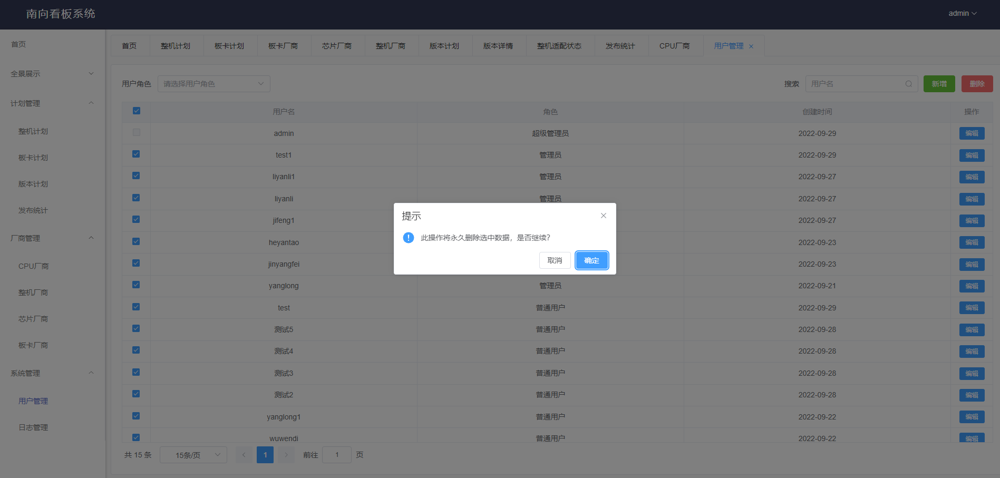 南向看板系统
admin
首页
全景展示
计划管理
整机计划
板卡计划
版本计划
发布统计
厂商管理
CPU厂商
整机厂商
芯片厂商
板卡厂商
系统管理
用户管理
日志管理
首页 整机计划 板卡计划 板卡厂商 芯片厂商 整机厂商 版本计划 版本详情 整机适配状态 发布统计 CPU厂商 用户管理
用户角色 请选择用户角色 搜索 用户名 新增 删除
用户名 角色 创建时间 操作
admin 超级管理员 2022-09-29 编辑
test1 管理员 2022-09-29 编辑
liyanli1 管理员 2022-09-27 编辑
liyanli 管理员 2022-09-27 编辑
jifeng1 2022-09-27 编辑
heyantao 2022-09-23 编辑
jinyangfei 2022-09-23 编辑
yanglong 管理员 2022-09-21 编辑
test 普通用户 2022-09-29 编辑
测试5 普通用户 2022-09-28 编辑
测试4 普通用户 2022-09-28 编辑
测试3 普通用户 2022-09-28 编辑
测试2 普通用户 2022-09-28 编辑
yanglong1 普通用户 2022-09-22 编辑
wuwendi 普通用户 2022-09-22 编辑
共 15 条 15条/页 1 前往 1 页
提示
此操作将永久删除选中数据，是否继续？
取消 确定